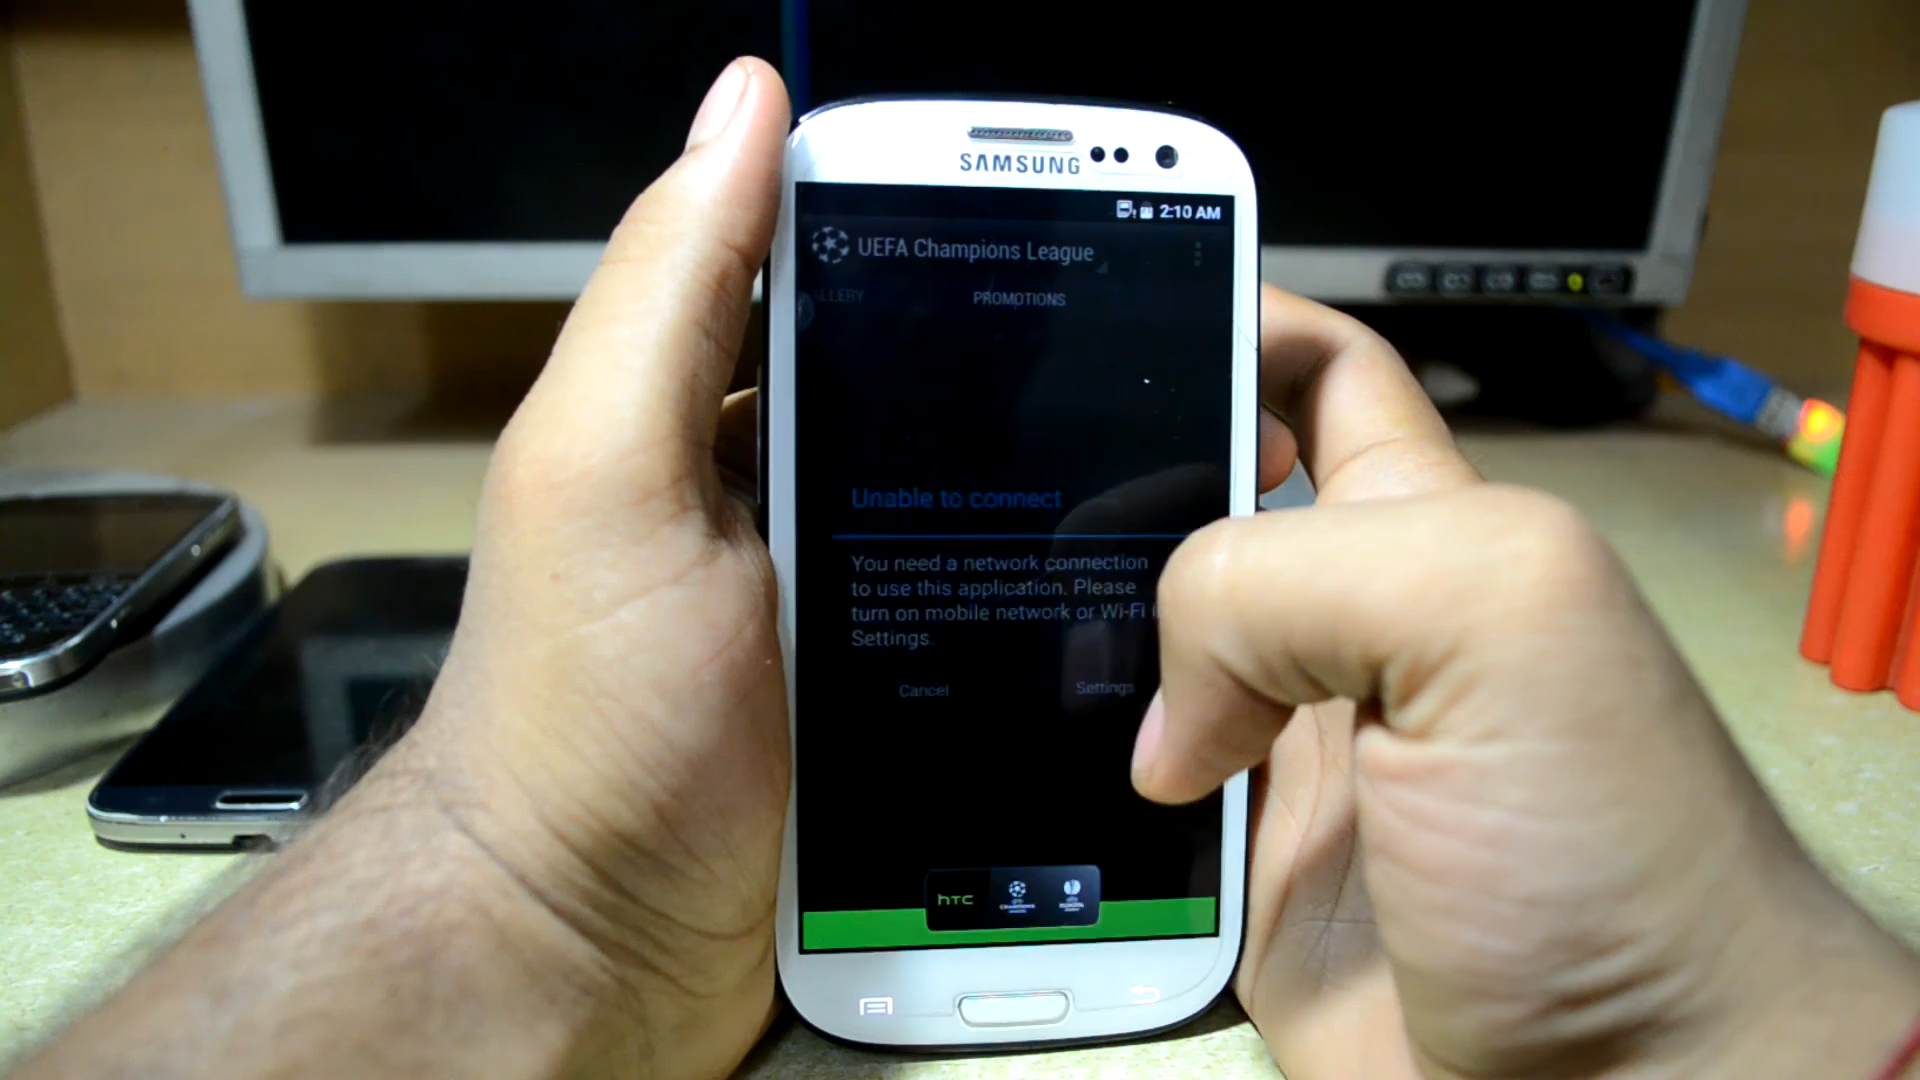 SAMSUNG
2:10 AM
UEFA Champions League
LLERY
PROMOTIONS
Unable to connect
You need a network connection
to use this application. Please
turn on mobile network or Wi-Fi
Settings.
Cancel
Settings
hTC